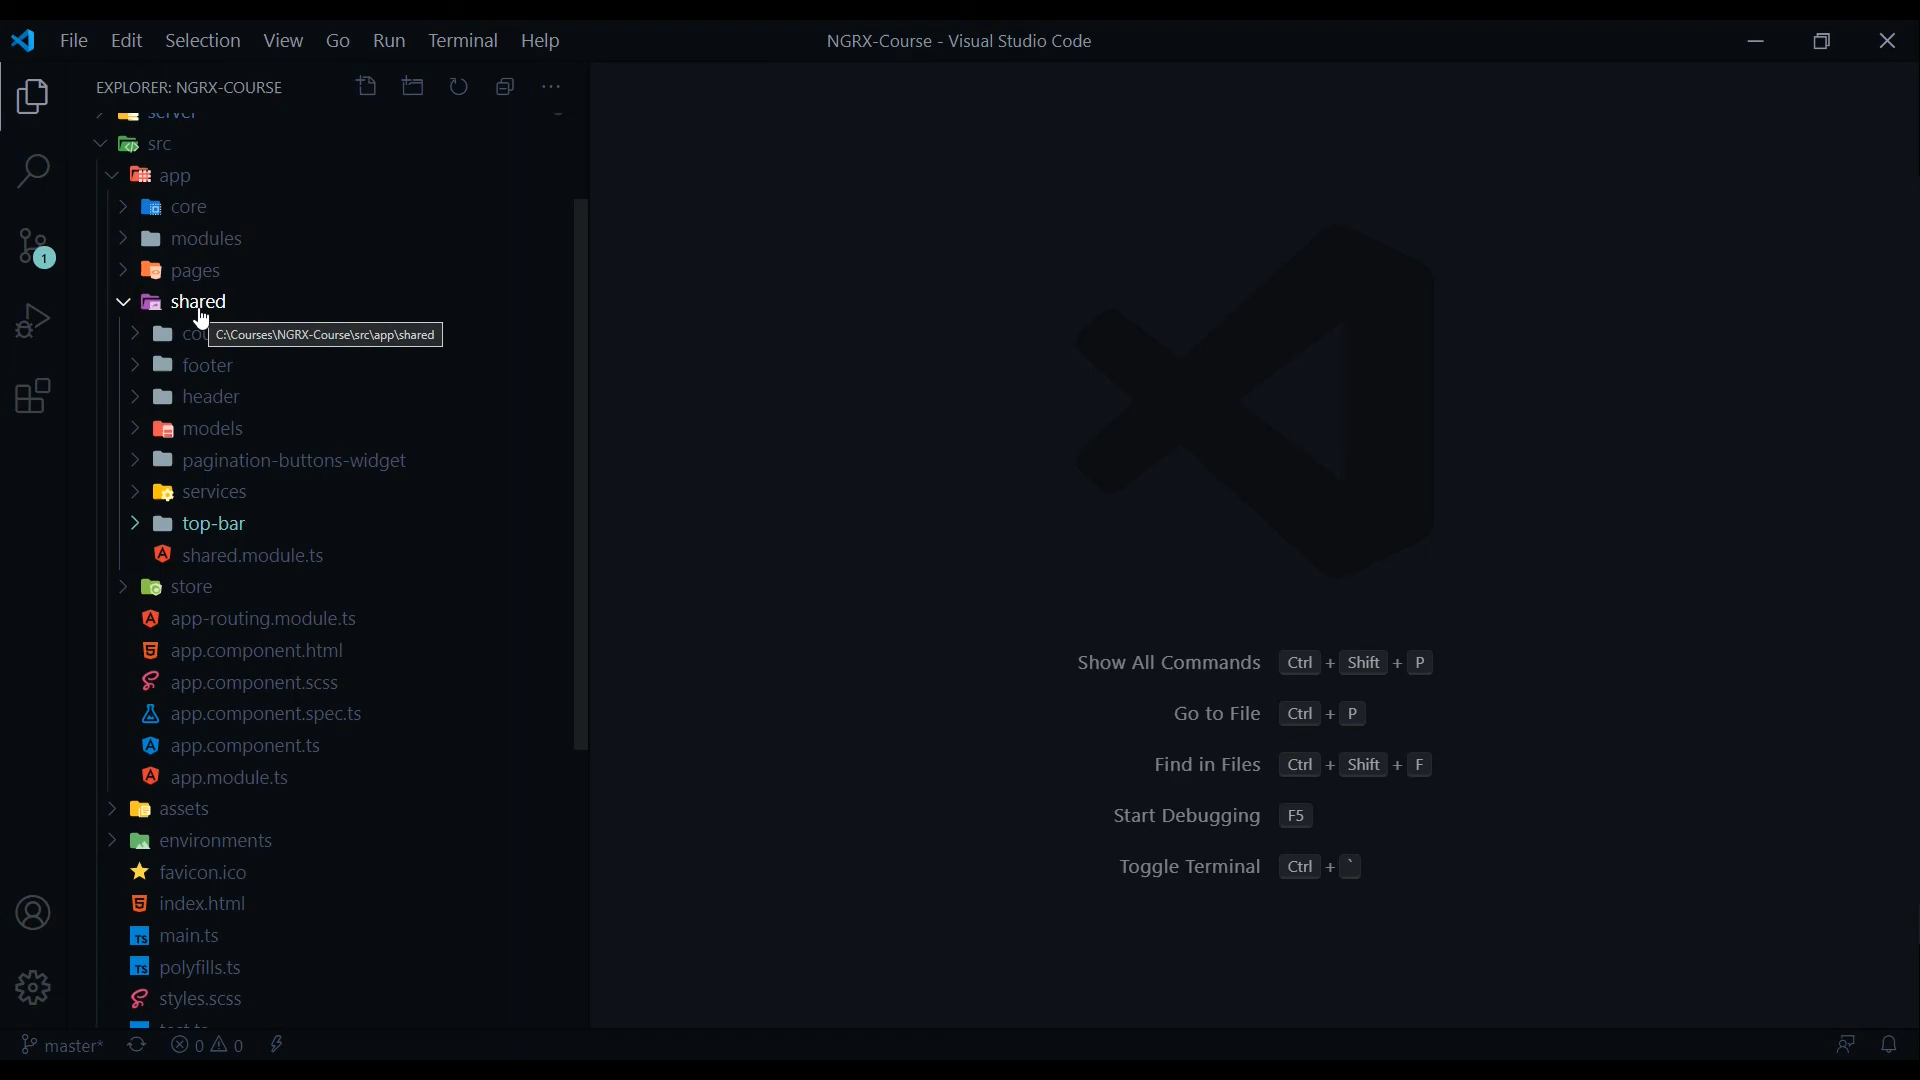 File Edit Selection View Go Run Terminal Help
NGRX-Course - Visual Studio Code
EXPLORER: NGRX-COURSE
server
src
app
core
modules
pages
shared
C:\Courses\NGRX-Course\src\app\shared
footer
header
models
pagination-buttons-widget
services
top-bar
shared.module.ts
store
app-routing.module.ts
app.component.html
app.component.scss
app.component.spec.ts
app.component.ts
app.module.ts
assets
environments
favicon.ico
index.html
main.ts
polyfills.ts
styles.scss
1
Show All Commands Ctrl + Shift + P
Go to File Ctrl + P
Find in Files Ctrl + Shift + F
Start Debugging F5
Toggle Terminal Ctrl + `
master* 0 0